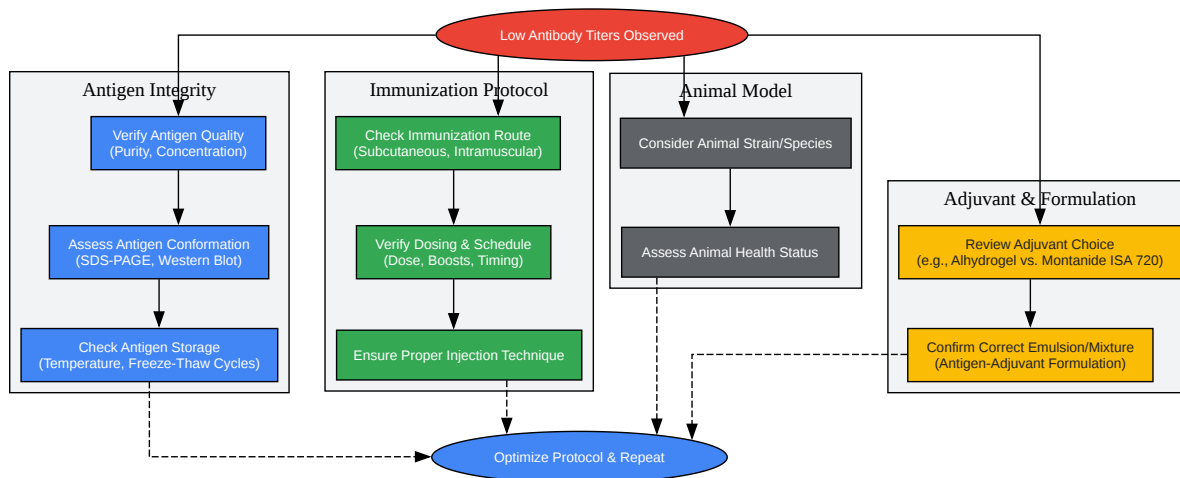 Low Antibody Titers Observed
Antigen Integrity
Verify Antigen Quality
(Purity, Concentration)
Assess Antigen Conformation
(SDS-PAGE, Western Blot)
Check Antigen Storage
(Temperature, Freeze-Thaw Cycles)
Immunization Protocol
Check Immunization Route
(Subcutaneous, Intramuscular)
Verify Dosing & Schedule
(Dose, Boosts, Timing)
Ensure Proper Injection Technique
Animal Model
Consider Animal Strain/Species
Assess Animal Health Status
Adjuvant & Formulation
Review Adjuvant Choice
(e.g., Alhydrogel vs. Montanide ISA 720)
Confirm Correct Emulsion/Mixture
(Antigen-Adjuvant Formulation)
Optimize Protocol & Repeat